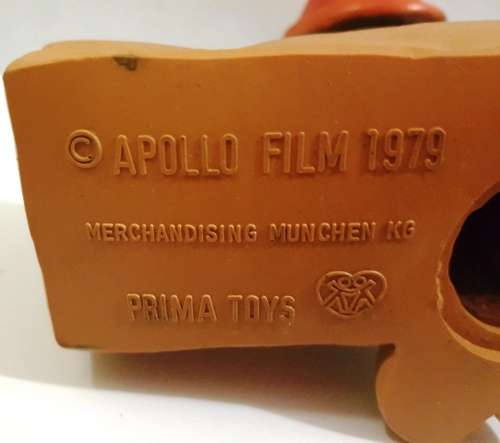 © APOLLO FILM 1979
MERCHANDISING MUNCHEN KG
PRIMA TOYS